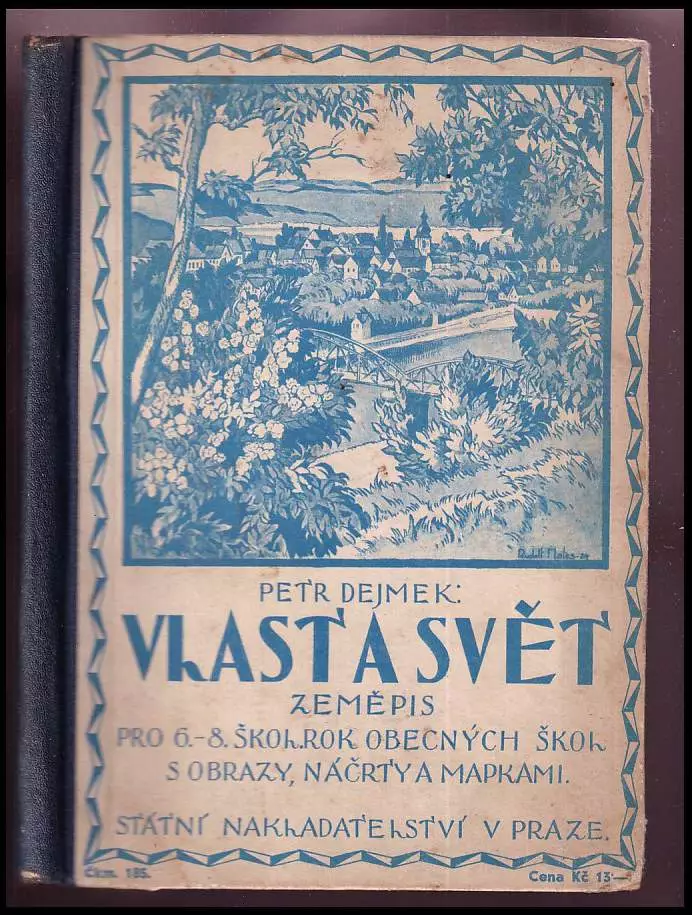 Rudolf
PETR DEJMEK:
VLAST A SVĚT
ZEMĚPIS
PRO 6.-8. ŠKOL. ROK OBECNÝCH ŠKOL
S OBRAZY, NÁČRTY A MAPKAMI.
STÁTNÍ NAKLADATELSTVÍ V PRAZE.
Čkm. 185.
Cena Kč 13·—